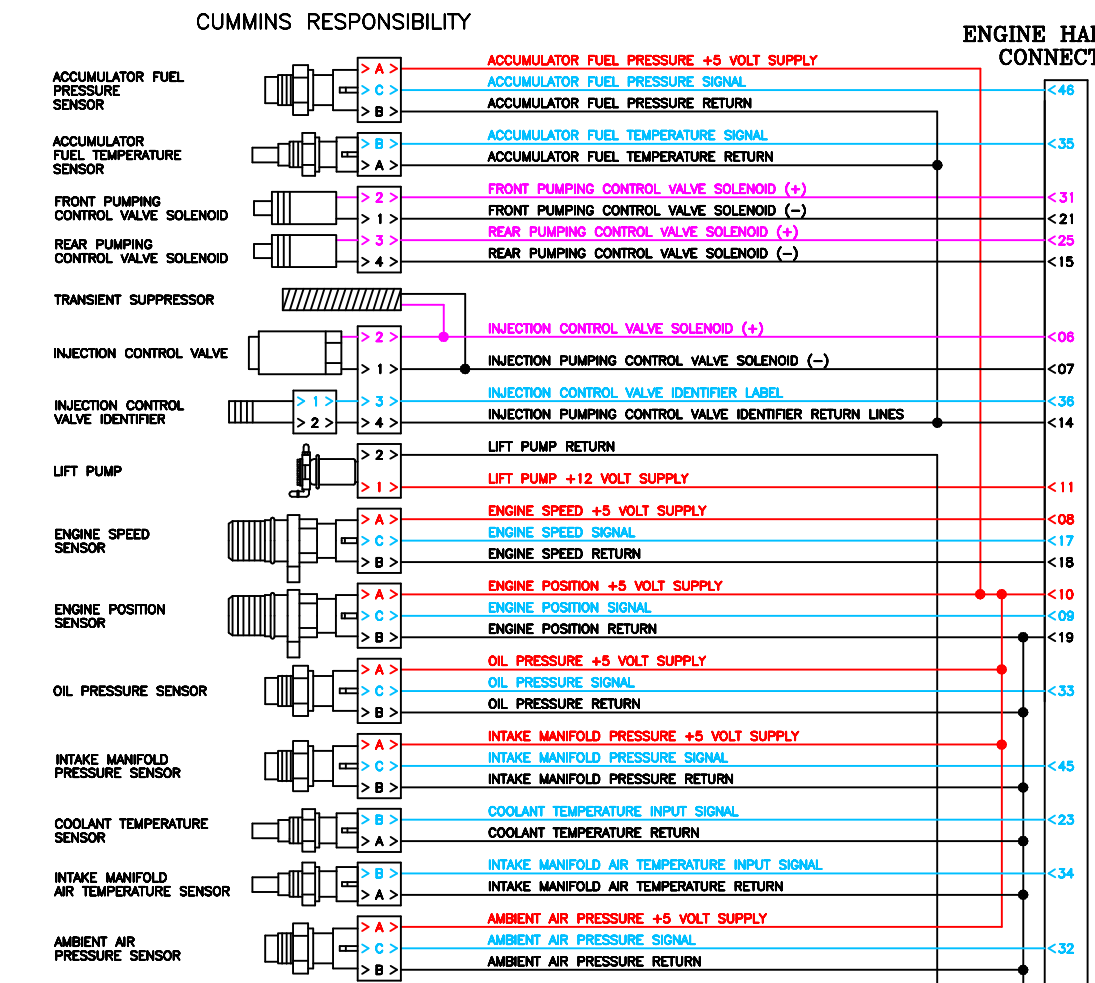 CUMMINS RESPONSIBILITY
ENGINE HAR
CONNECT
ACCUMULATOR FUEL
PRESSURE
SENSOR
> A >
ACCUMULATOR FUEL PRESSURE +5 VOLT SUPPLY
> C >
ACCUMULATOR FUEL PRESSURE SIGNAL
<46
> B >
ACCUMULATOR FUEL PRESSURE RETURN
ACCUMULATOR
FUEL TEMPERATURE
SENSOR
> B >
ACCUMULATOR FUEL TEMPERATURE SIGNAL
<35
> A >
ACCUMULATOR FUEL TEMPERATURE RETURN
FRONT PUMPING
CONTROL VALVE SOLENOID
> 2 >
FRONT PUMPING CONTROL VALVE SOLENOID (+)
<31
> 1 >
FRONT PUMPING CONTROL VALVE SOLENOID (-)
<21
REAR PUMPING
CONTROL VALVE SOLENOID
> 3 >
REAR PUMPING CONTROL VALVE SOLENOID (+)
<25
> 4 >
REAR PUMPING CONTROL VALVE SOLENOID (-)
<15
TRANSIENT SUPPRESSOR
INJECTION CONTROL VALVE
> 2 >
INJECTION CONTROL VALVE SOLENOID (+)
<06
> 1 >
INJECTION PUMPING CONTROL VALVE SOLENOID (-)
<07
INJECTION CONTROL
VALVE IDENTIFIER
> 1 >
> 3 >
INJECTION CONTROL VALVE IDENTIFIER LABEL
<36
> 2 >
> 4 >
INJECTION PUMPING CONTROL VALVE IDENTIFIER RETURN LINES
<14
LIFT PUMP
> 2 >
LIFT PUMP RETURN
> 1 >
LIFT PUMP +12 VOLT SUPPLY
<11
ENGINE SPEED
SENSOR
> A >
ENGINE SPEED +5 VOLT SUPPLY
<08
> C >
ENGINE SPEED SIGNAL
<17
> B >
ENGINE SPEED RETURN
<18
ENGINE POSITION
SENSOR
> A >
ENGINE POSITION +5 VOLT SUPPLY
<10
> C >
ENGINE POSITION SIGNAL
<09
> B >
ENGINE POSITION RETURN
<19
OIL PRESSURE SENSOR
> A >
OIL PRESSURE +5 VOLT SUPPLY
> C >
OIL PRESSURE SIGNAL
<33
> B >
OIL PRESSURE RETURN
INTAKE MANIFOLD
PRESSURE SENSOR
> A >
INTAKE MANIFOLD PRESSURE +5 VOLT SUPPLY
> C >
INTAKE MANIFOLD PRESSURE SIGNAL
<45
> B >
INTAKE MANIFOLD PRESSURE RETURN
COOLANT TEMPERATURE
SENSOR
> B >
COOLANT TEMPERATURE INPUT SIGNAL
<23
> A >
COOLANT TEMPERATURE RETURN
INTAKE MANIFOLD
AIR TEMPERATURE SENSOR
> B >
INTAKE MANIFOLD AIR TEMPERATURE INPUT SIGNAL
<34
> A >
INTAKE MANIFOLD AIR TEMPERATURE RETURN
AMBIENT AIR
PRESSURE SENSOR
> A >
AMBIENT AIR PRESSURE +5 VOLT SUPPLY
> C >
AMBIENT AIR PRESSURE SIGNAL
<32
> B >
AMBIENT AIR PRESSURE RETURN